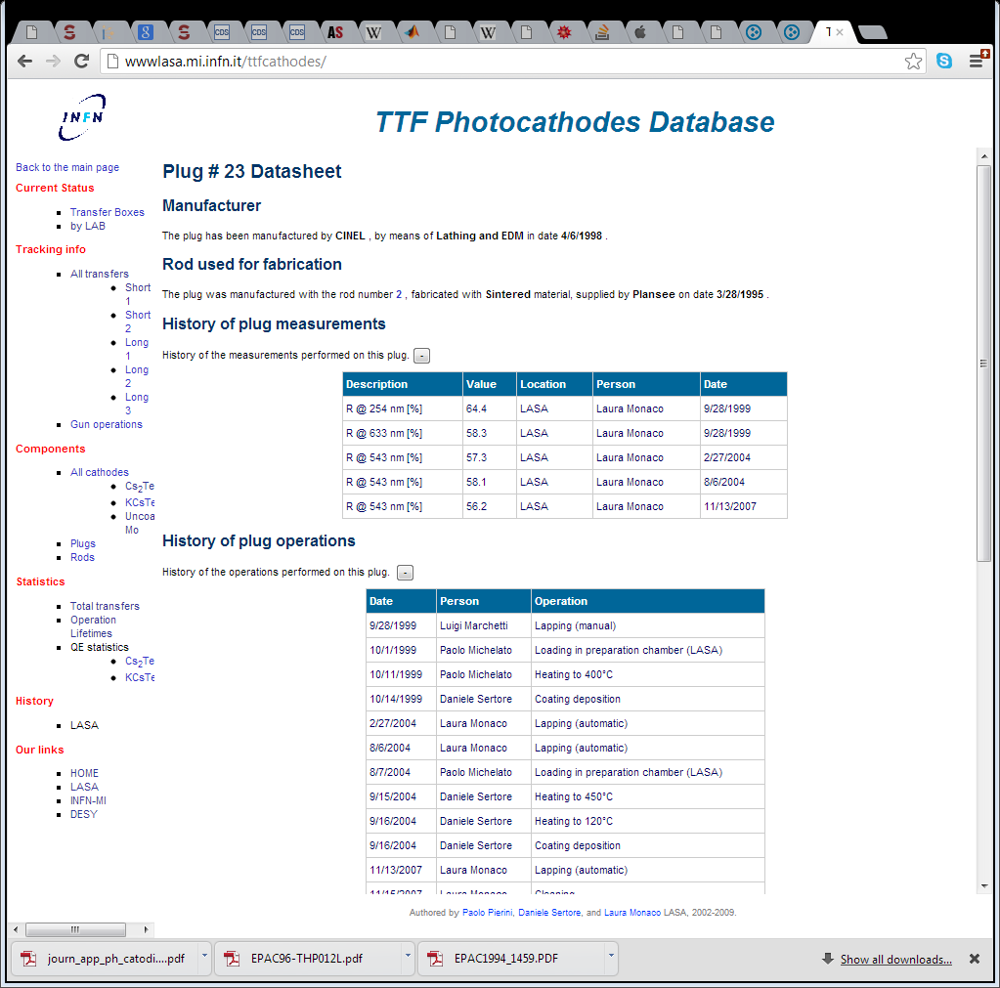 S
8
S
CDS
CDS
CDS
AS
W
W
T ×
wwwlasa.mi.infn.it/ttfcathodes/
INFN
TTF Photocathodes Database
Back to the main page
Current Status
Transfer Boxes
by LAB
Tracking info
All transfers
Short
1
Short
2
Long
1
Long
2
Long
3
Gun operations
Components
All cathodes
Cs2Te
KCsTe
Uncoa
Mo
Plugs
Rods
Statistics
Total transfers
Operation
Lifetimes
QE statistics
Cs2Te
KCsTe
History
LASA
Our links
HOME
LASA
INFN-MI
DESY
Plug # 23 Datasheet
Manufacturer
The plug has been manufactured by CINEL , by means of Lathing and EDM in date 4/6/1998 .
Rod used for fabrication
The plug was manufactured with the rod number 2 , fabricated with Sintered material, supplied by Plansee on date 3/28/1995 .
History of plug measurements
History of the measurements performed on this plug. -
Description Value Location Person Date
R @ 254 nm [%] 64.4 LASA Laura Monaco 9/28/1999
R @ 633 nm [%] 58.3 LASA Laura Monaco 9/28/1999
R @ 543 nm [%] 57.3 LASA Laura Monaco 2/27/2004
R @ 543 nm [%] 58.1 LASA Laura Monaco 8/6/2004
R @ 543 nm [%] 56.2 LASA Laura Monaco 11/13/2007
History of plug operations
History of the operations performed on this plug. -
Date Person Operation
9/28/1999 Luigi Marchetti Lapping (manual)
10/1/1999 Paolo Michelato Loading in preparation chamber (LASA)
10/11/1999 Paolo Michelato Heating to 400°C
10/14/1999 Daniele Sertore Coating deposition
2/27/2004 Laura Monaco Lapping (automatic)
8/6/2004 Laura Monaco Lapping (automatic)
8/7/2004 Paolo Michelato Loading in preparation chamber (LASA)
9/15/2004 Daniele Sertore Heating to 450°C
9/16/2004 Daniele Sertore Heating to 120°C
9/16/2004 Daniele Sertore Coating deposition
11/13/2007 Laura Monaco Lapping (automatic)
11/15/2007 Laura Monaco Cleaning
Authored by Paolo Pierini, Daniele Sertore, and Laura Monaco LASA, 2002-2009.
journ_app_ph_catodi....pdf
EPAC96-THP012L.pdf
EPAC1994_1459.PDF
Show all downloads...